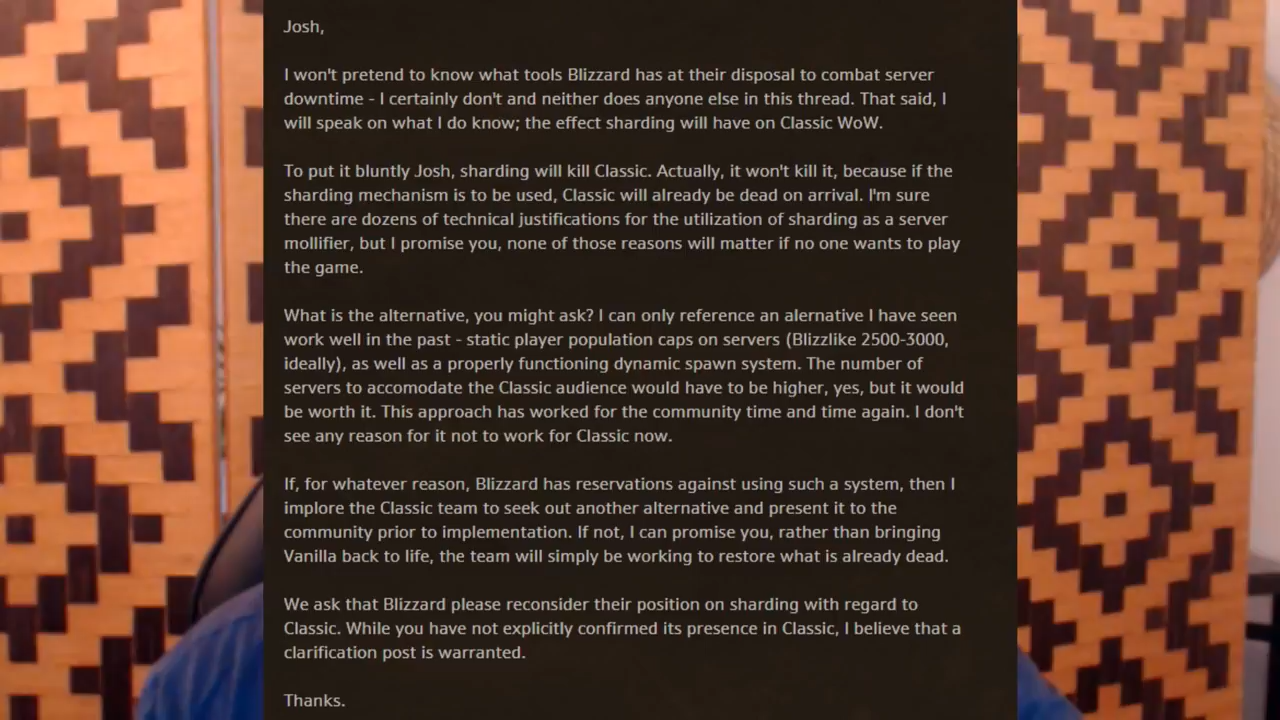 Josh,
I won't pretend to know what tools Blizzard has at their disposal to combat server
downtime - I certainly don't and neither does anyone else in this thread. That said, I
will speak on what I do know; the effect sharding will have on Classic WoW.
To put it bluntly Josh, sharding will kill Classic. Actually, it won't kill it, because if the
sharding mechanism is to be used, Classic will already be dead on arrival. I'm sure
there are dozens of technical justifications for the utilization of sharding as a server
mollifier, but I promise you, none of those reasons will matter if no one wants to play
the game.
What is the alternative, you might ask? I can only reference an alernative I have seen
work well in the past - static player population caps on servers (Blizzlike 2500-3000,
ideally), as well as a properly functioning dynamic spawn system. The number of
servers to accomodate the Classic audience would have to be higher, yes, but it would
be worth it. This approach has worked for the community time and time again. I don't
see any reason for it not to work for Classic now.
If, for whatever reason, Blizzard has reservations against using such a system, then I
implore the Classic team to seek out another alternative and present it to the
community prior to implementation. If not, I can promise you, rather than bringing
Vanilla back to life, the team will simply be working to restore what is already dead.
We ask that Blizzard please reconsider their position on sharding with regard to
Classic. While you have not explicitly confirmed its presence in Classic, I believe that a
clarification post is warranted.
Thanks.